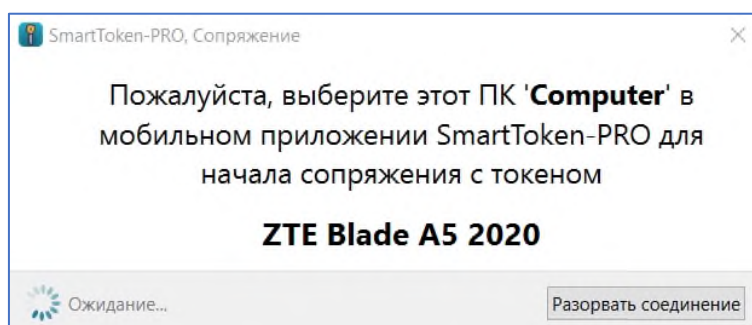 SmartToken-PRO, Сопряжение
Пожалуйста, выберите этот ПК 'Computer' в
мобильном приложении SmartToken-PRO для
начала сопряжения с токеном
ZTE Blade A5 2020
Ожидание...
Разорвать соединение